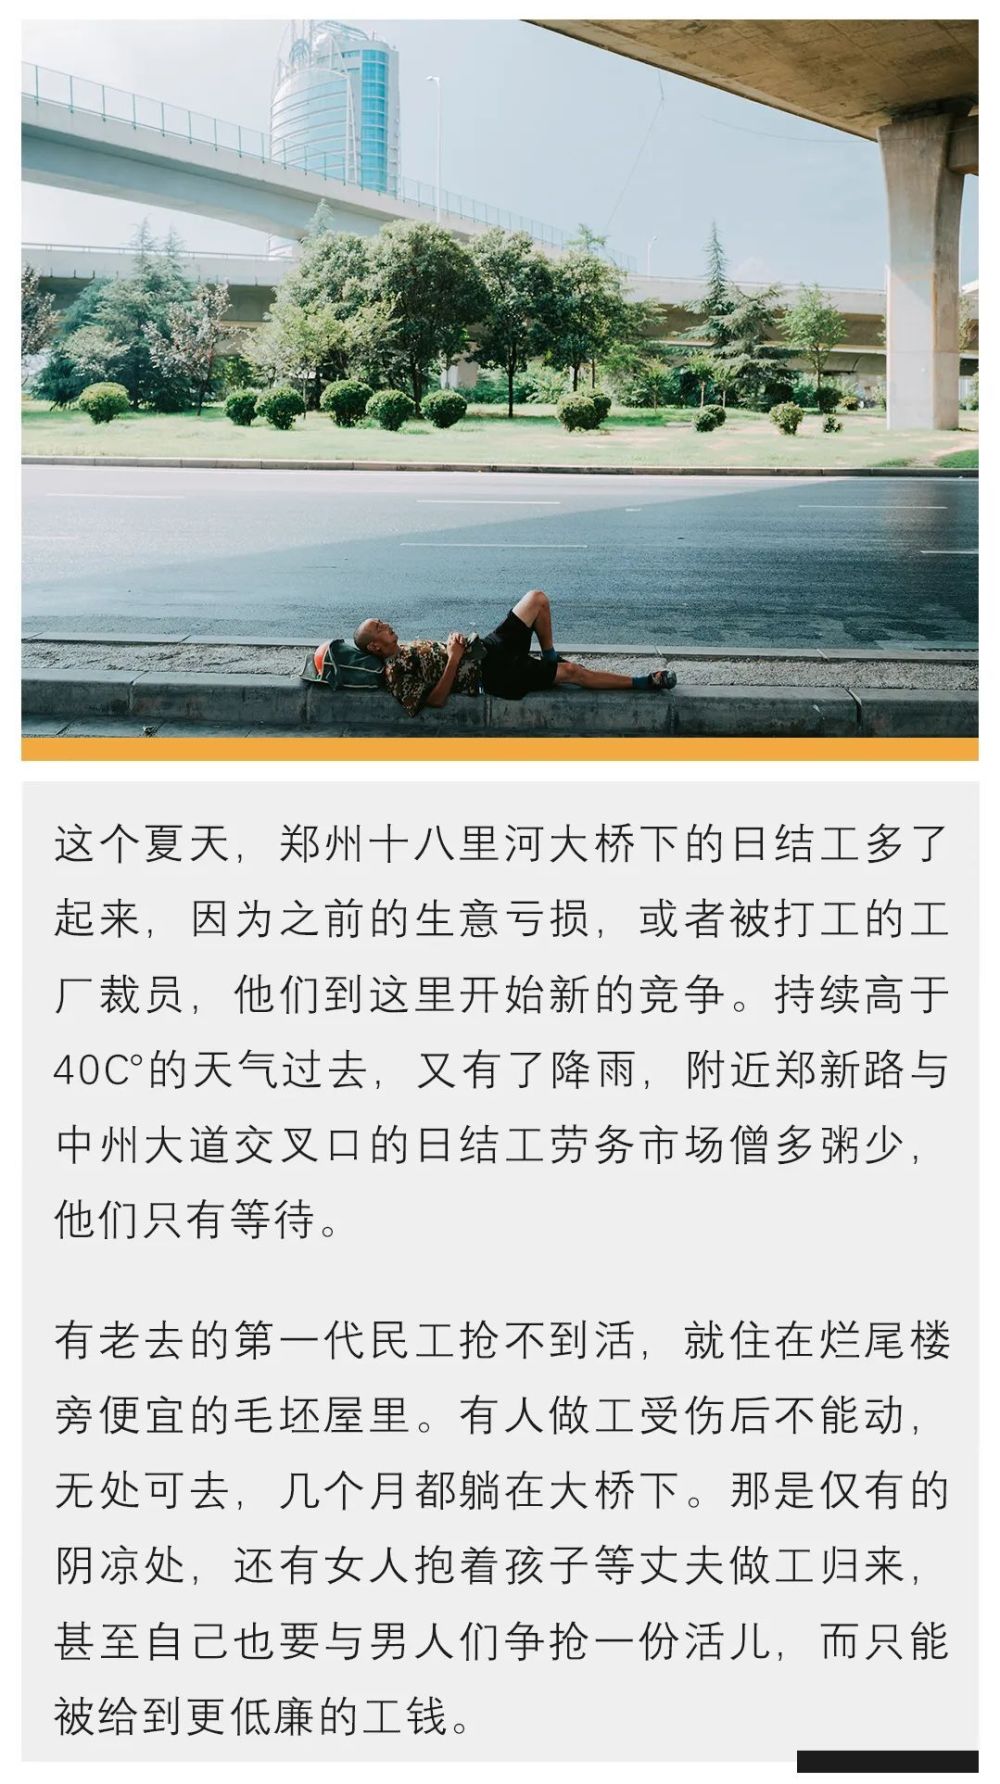 这个夏天，郑州十八里河大桥下的日结工多了
起来，因为之前的生意亏损，或者被打工的工
厂裁员，他们到这里开始新的竞争。持续高于
40C°的天气过去，又有了降雨，附近郑新路与
中州大道交叉口的日结工劳务市场僧多粥少，
他们只有等待。
有老去的第一代民工抢不到活，就住在烂尾楼
旁便宜的毛坯屋里。有人做工受伤后不能动，
无处可去，几个月都躺在大桥下。那是仅有的
阴凉处，还有女人抱着孩子等丈夫做工归来，
甚至自己也要与男人们争抢一份活儿，而只能
被给到更低廉的工钱。